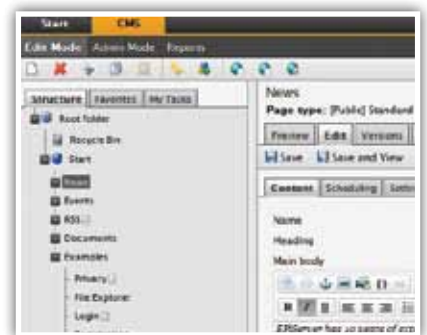 Start CMS
Edit Mode Admin Mode Reports
Structure Favorites My Tasks
Root folder
Recycle Bin
Start
News
Events
RSS
Documents
Examples
Privacy
File Explorer
Login
News
Page type: [Public] Standard
Preview Edit Versions
Save Save and View
Content Scheduling
Name
Heading
Main body
EPiServer has